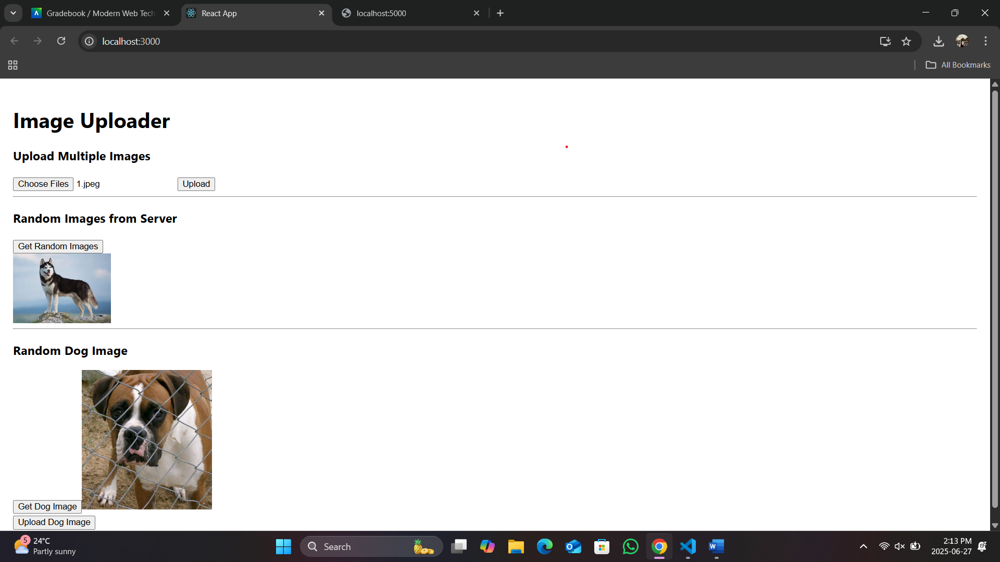 Gradebook / Modern Web Tech
React App
localhost:5000
localhost:3000
All Bookmarks
Image Uploader
Upload Multiple Images
Choose Files 1.jpeg Upload
Random Images from Server
Get Random Images
Random Dog Image
Get Dog Image
Upload Dog Image
5
24°C
Partly sunny
Search
2:13 PM
2025-06-27